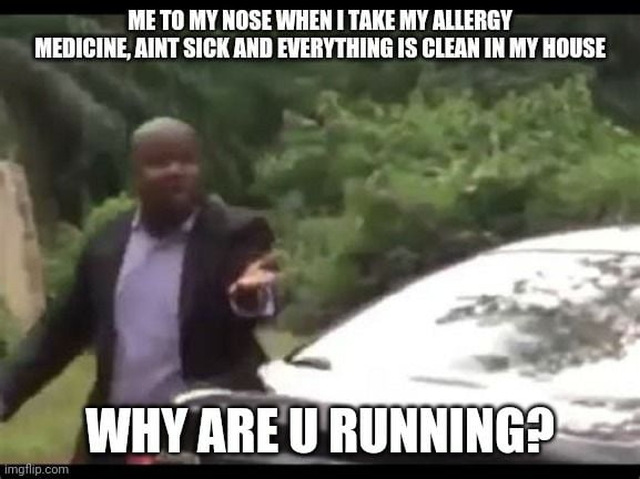 ME TO MY NOSE WHEN I TAKE MY ALLERGY
MEDICINE, AINT SICK AND EVERYTHING IS CLEAN IN MY HOUSE
WHY ARE U RUNNING?
imgflip.com